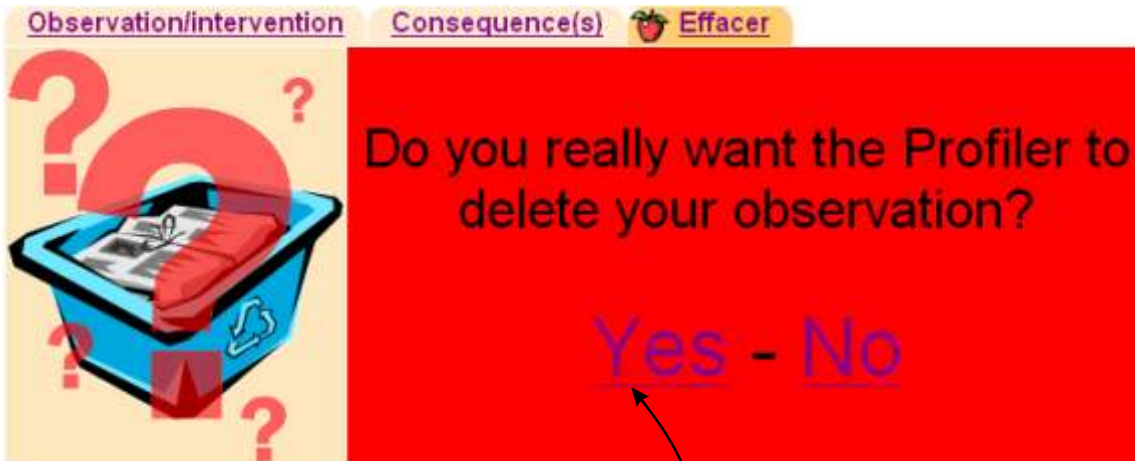 Observation/intervention Consequence(s) Effacer
Do you really want the Profiler to
delete your observation?
Yes - No